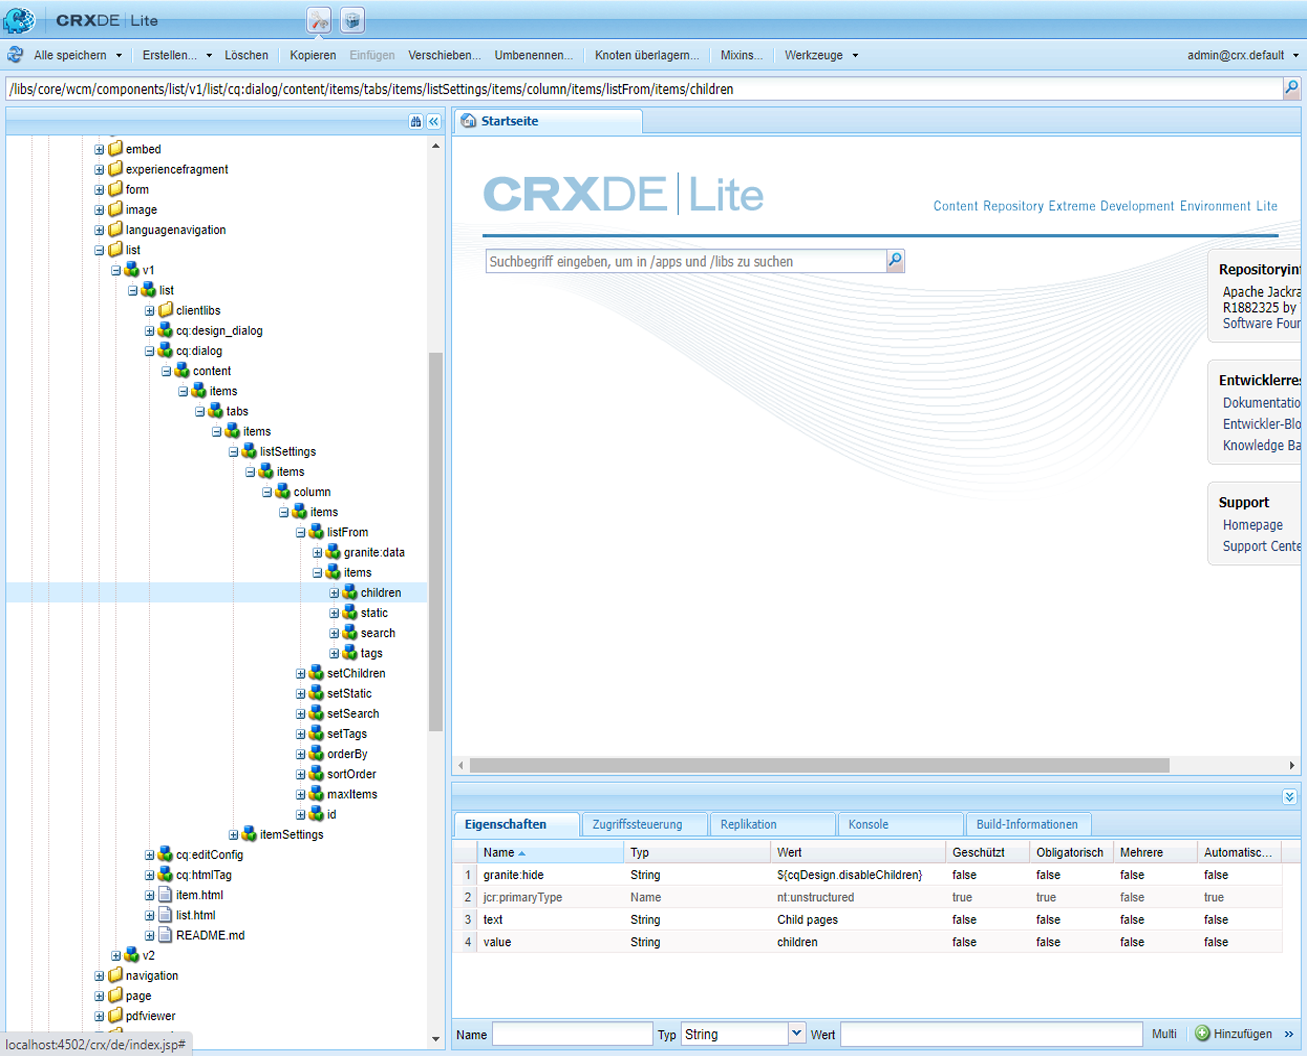 CRXDE | Lite
Alle speichern Erstellen... Löschen Kopieren Einfügen Verschieben... Umbenennen... Knoten überlagern... Mixins... Werkzeuge admin@crx.default
/libs/core/wcm/components/list/v1/list/cq:dialog/content/items/tabs/items/listSettings/items/column/items/listFrom/items/children
embed
experiencefragment
form
image
languagenavigation
list
v1
list
clientlibs
cq:design_dialog
cq:dialog
content
items
tabs
items
listSettings
items
column
items
listFrom
granite:data
items
children
static
search
tags
setChildren
setStatic
setSearch
setTags
orderBy
sortOrder
maxItems
id
itemSettings
cq:editConfig
cq:htmlTag
item.html
list.html
README.md
v2
navigation
page
pdfviewer
localhost:4502/crx/de/index.jsp#
Startseite
CRXDE | Lite
Content Repository Extreme Development Environment Lite
Suchbegriff eingeben, um in /apps und /libs zu suchen
Repositoryinf
Apache Jackra
R1882325 by
Software Four
Entwicklerres
Dokumentatio
Entwickler-Blo
Knowledge Ba
Support
Homepage
Support Cente
Eigenschaften Zugriffssteuerung Replikation Konsole Build-Informationen
Name Typ Wert Geschützt Obligatorisch Mehrere Automatisc...
1 granite:hide String ${cqDesign.disableChildren} false false false false
2 jcr:primaryType Name nt:unstructured true true false true
3 text String Child pages false false false false
4 value String children false false false false
Name Typ String Wert Multi Hinzufügen »